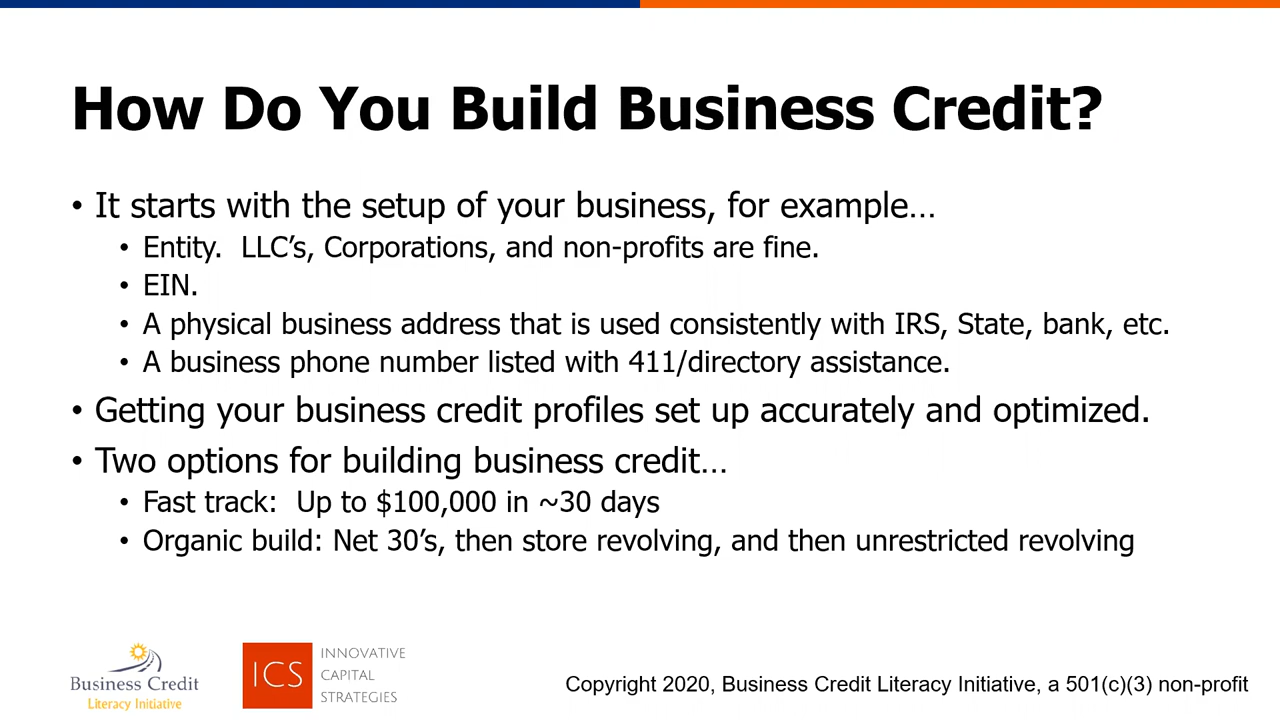 How Do You Build Business Credit?
• It starts with the setup of your business, for example…
• Entity.  LLC’s, Corporations, and non-profits are fine.
• EIN.
• A physical business address that is used consistently with IRS, State, bank, etc.
• A business phone number listed with 411/directory assistance.
• Getting your business credit profiles set up accurately and optimized.
• Two options for building business credit…
• Fast track:  Up to $100,000 in ~30 days
• Organic build: Net 30’s, then store revolving, and then unrestricted revolving
Business Credit
Literacy Initiative
ICS
INNOVATIVE
CAPITAL
STRATEGIES
Copyright 2020, Business Credit Literacy Initiative, a 501(c)(3) non-profit